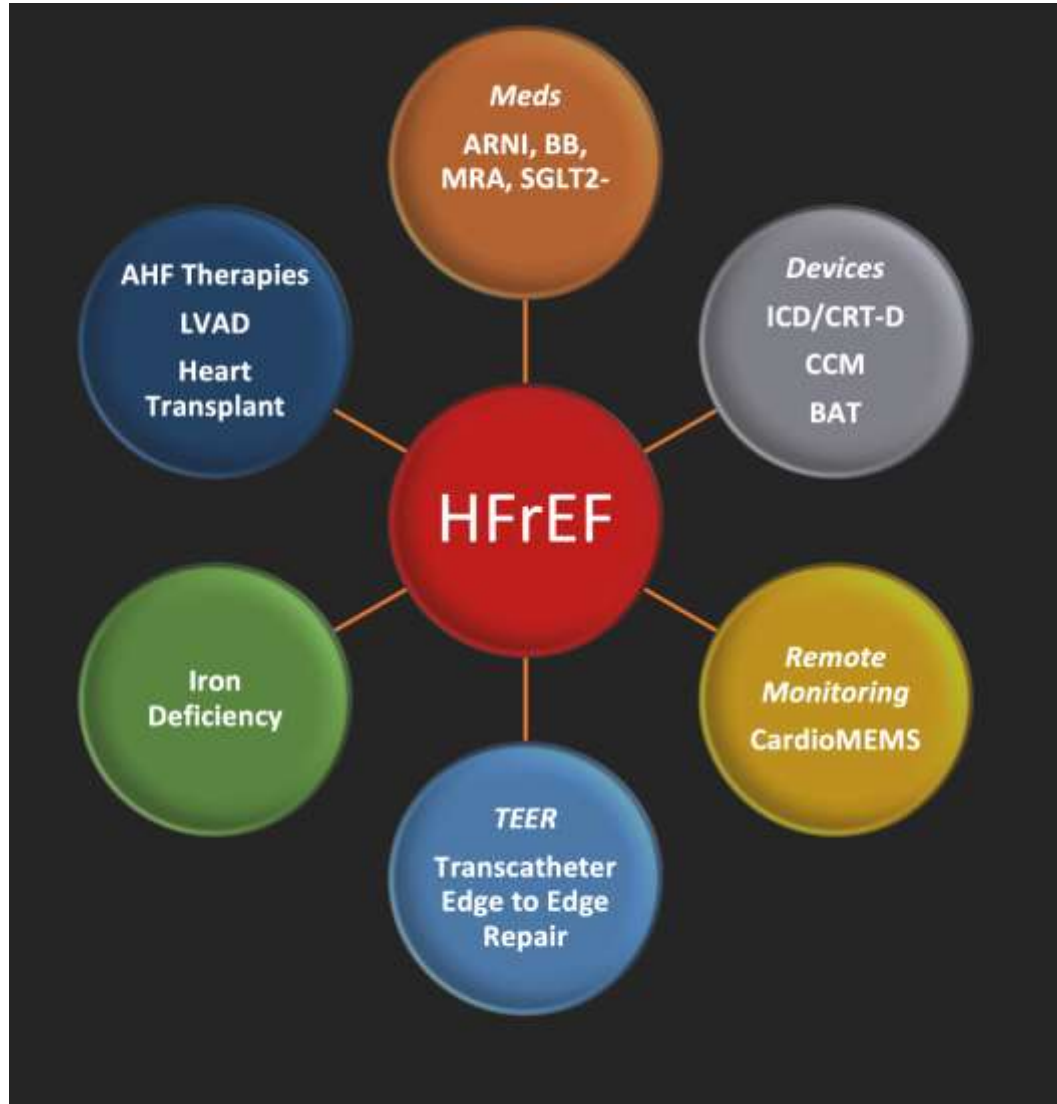 Meds
ARNI, BB,
MRA, SGLT2-
AHF Therapies
LVAD
Heart
Transplant
Devices
ICD/CRT-D
CCM
BAT
HFrEF
Iron
Deficiency
Remote
Monitoring
CardioMEMS
TEER
Transcatheter
Edge to Edge
Repair